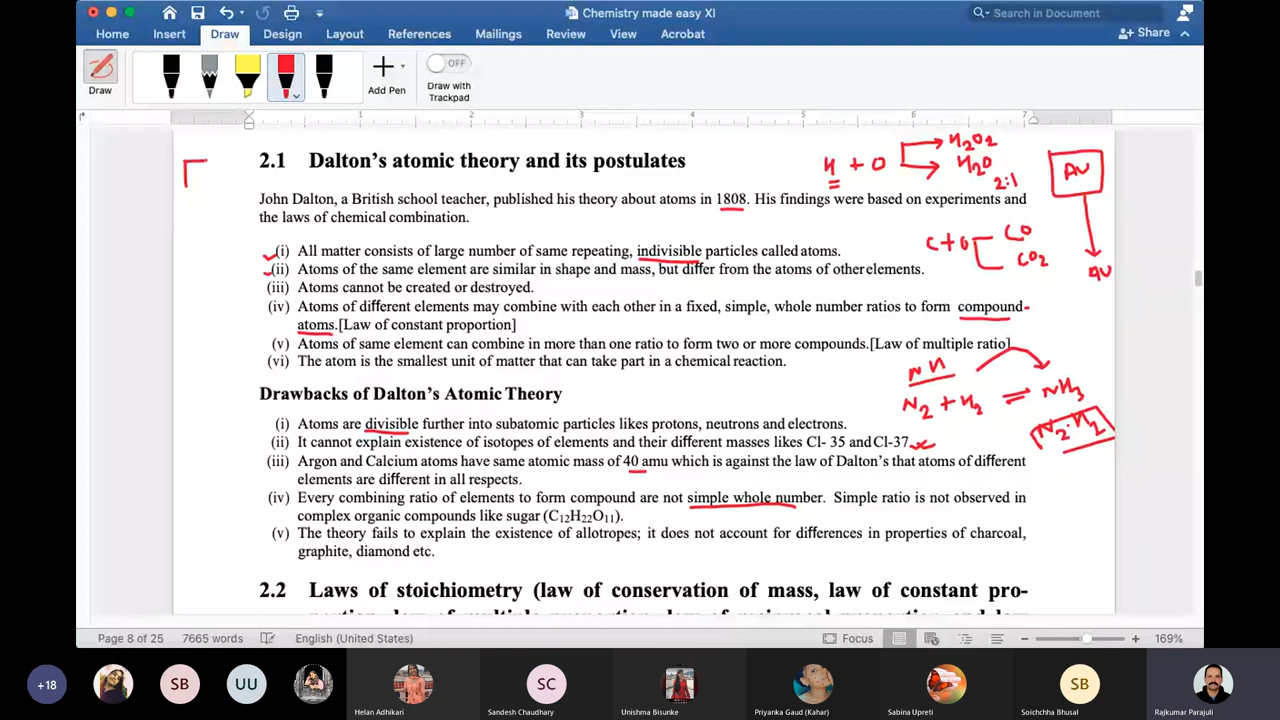 Chemistry made easy XI
Search in Document
Home Insert Draw Design Layout References Mailings Review View Acrobat
Share
OFF
Draw Add Pen Draw with
Trackpad
2 3 4 5 6 7
2.1 Dalton's atomic theory and its postulates
H + O
H2O2
H2O
2:1
AU
AU
John Dalton, a British school teacher, published his theory about atoms in 1808. His findings were based on experiments and
the laws of chemical combination.
(i) All matter consists of large number of same repeating, indivisible particles called atoms.
C+O
CO
CO2
(ii) Atoms of the same element are similar in shape and mass, but differ from the atoms of other elements.
(iii) Atoms cannot be created or destroyed.
(iv) Atoms of different elements may combine with each other in a fixed, simple, whole number ratios to form compound-
atoms.[Law of constant proportion]
(v) Atoms of same element can combine in more than one ratio to form two or more compounds.[Law of multiple ratio]
(vi) The atom is the smallest unit of matter that can take part in a chemical reaction.
N H
N2 + H2 ⇌ NH3
N2·H2
Drawbacks of Dalton's Atomic Theory
(i) Atoms are divisible further into subatomic particles like protons, neutrons and electrons.
(ii) It cannot explain existence of isotopes of elements and their different masses like Cl- 35 and Cl-37.
(iii) Argon and Calcium atoms have same atomic mass of 40 amu which is against the law of Dalton's that atoms of different
elements are different in all respects.
(iv) Every combining ratio of elements to form compound are not simple whole number. Simple ratio is not observed in
complex organic compounds like sugar (C12H22O11).
(v) The theory fails to explain the existence of allotropes; it does not account for differences in properties of charcoal,
graphite, diamond etc.
2.2 Laws of stoichiometry (law of conservation of mass, law of constant pro-
Page 8 of 25 7665 words English (United States) Focus 169%
+18 SB UU SC SB
Helan Adhikari Sandesh Chaudhary Unishma Bisunke Priyanka Gaud (Kahar) Sabina Upreti Soichchha Bhusal Rajkumar Parajuli